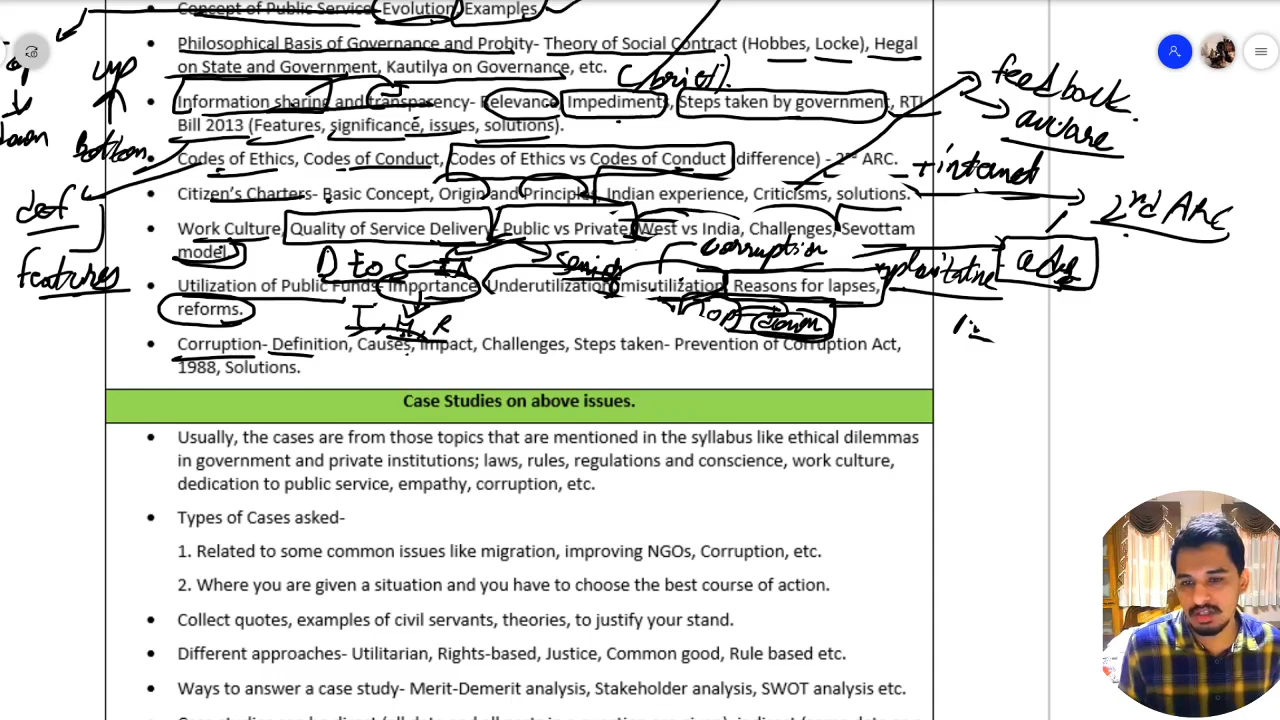 Concept of Public Service Evolution Examples
• Philosophical Basis of Governance and Probity- Theory of Social Contract (Hobbes, Locke), Hegal
on State and Government, Kautilya on Governance, etc.
(brief).
• Information sharing and transparency- Relevance, Impediments, Steps taken by government, RTI
Bill 2013 (Features, significance, issues, solutions).
• Codes of Ethics, Codes of Conduct, Codes of Ethics vs Codes of Conduct (difference) - 2nd ARC.
• Citizen's Charters- Basic Concept, Origin and Principles, Indian experience, Criticisms, solutions.
• Work Culture, Quality of Service Delivery- Public vs Private, West vs India, Challenges, Sevottam
model.
• Utilization of Public Funds- Importance, Underutilization, misutilization, Reasons for lapses,
reforms.
• Corruption- Definition, Causes, Impact, Challenges, Steps taken- Prevention of Corruption Act,
1988, Solutions.
up
Bottom
down
def
features
D to C
senior
corruption
I, H, R
Top down
feedback
aware
+ internet
2nd ARC
Case Studies on above issues.
• Usually, the cases are from those topics that are mentioned in the syllabus like ethical dilemmas
in government and private institutions; laws, rules, regulations and conscience, work culture,
dedication to public service, empathy, corruption, etc.
• Types of Cases asked-
1. Related to some common issues like migration, improving NGOs, Corruption, etc.
2. Where you are given a situation and you have to choose the best course of action.
• Collect quotes, examples of civil servants, theories, to justify your stand.
• Different approaches- Utilitarian, Rights-based, Justice, Common good, Rule based etc.
• Ways to answer a case study- Merit-Demerit analysis, Stakeholder analysis, SWOT analysis etc.